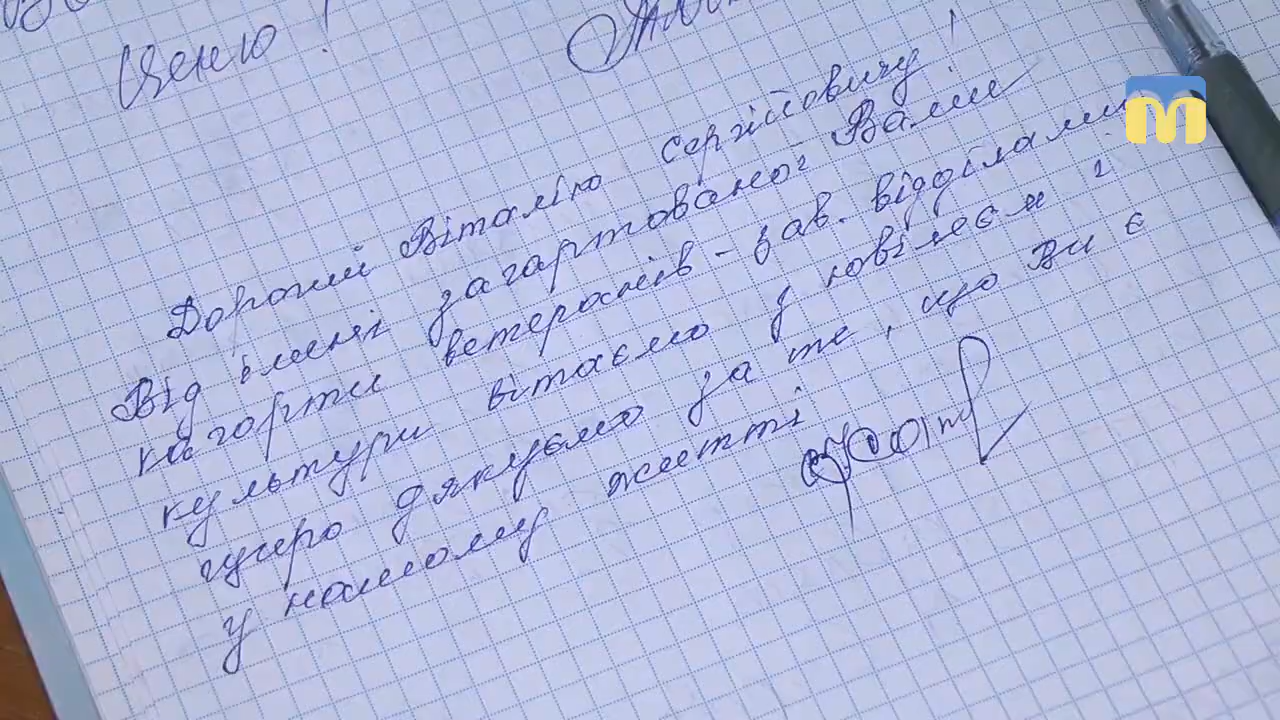 Ценю!
Дорогий Віталію Сергійовичу!
Від імені загартованої Вами
когорти ветеранів - зав. відділами
культури вітаємо з ювілеєм і
щиро дякуємо за те, що Ви є
у нашому житті